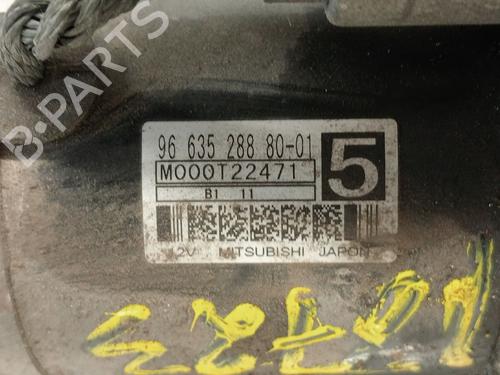 B-PARTS
96 635 288 80-01
M000T22471
5
B1 11
12V MITSUBISHI JAPON